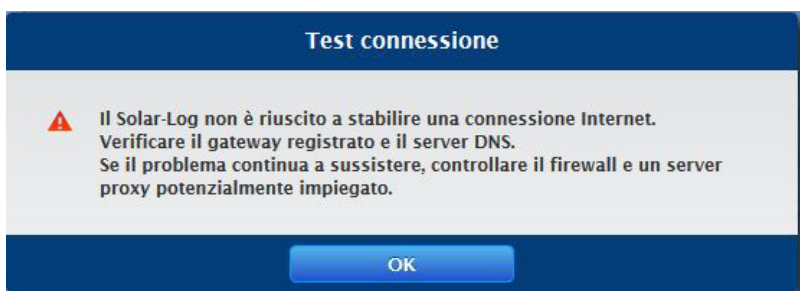 Test connessione
Il Solar-Log non è riuscito a stabilire una connessione Internet.
Verificare il gateway registrato e il server DNS.
Se il problema continua a sussistere, controllare il firewall e un server
proxy potenzialmente impiegato.
OK